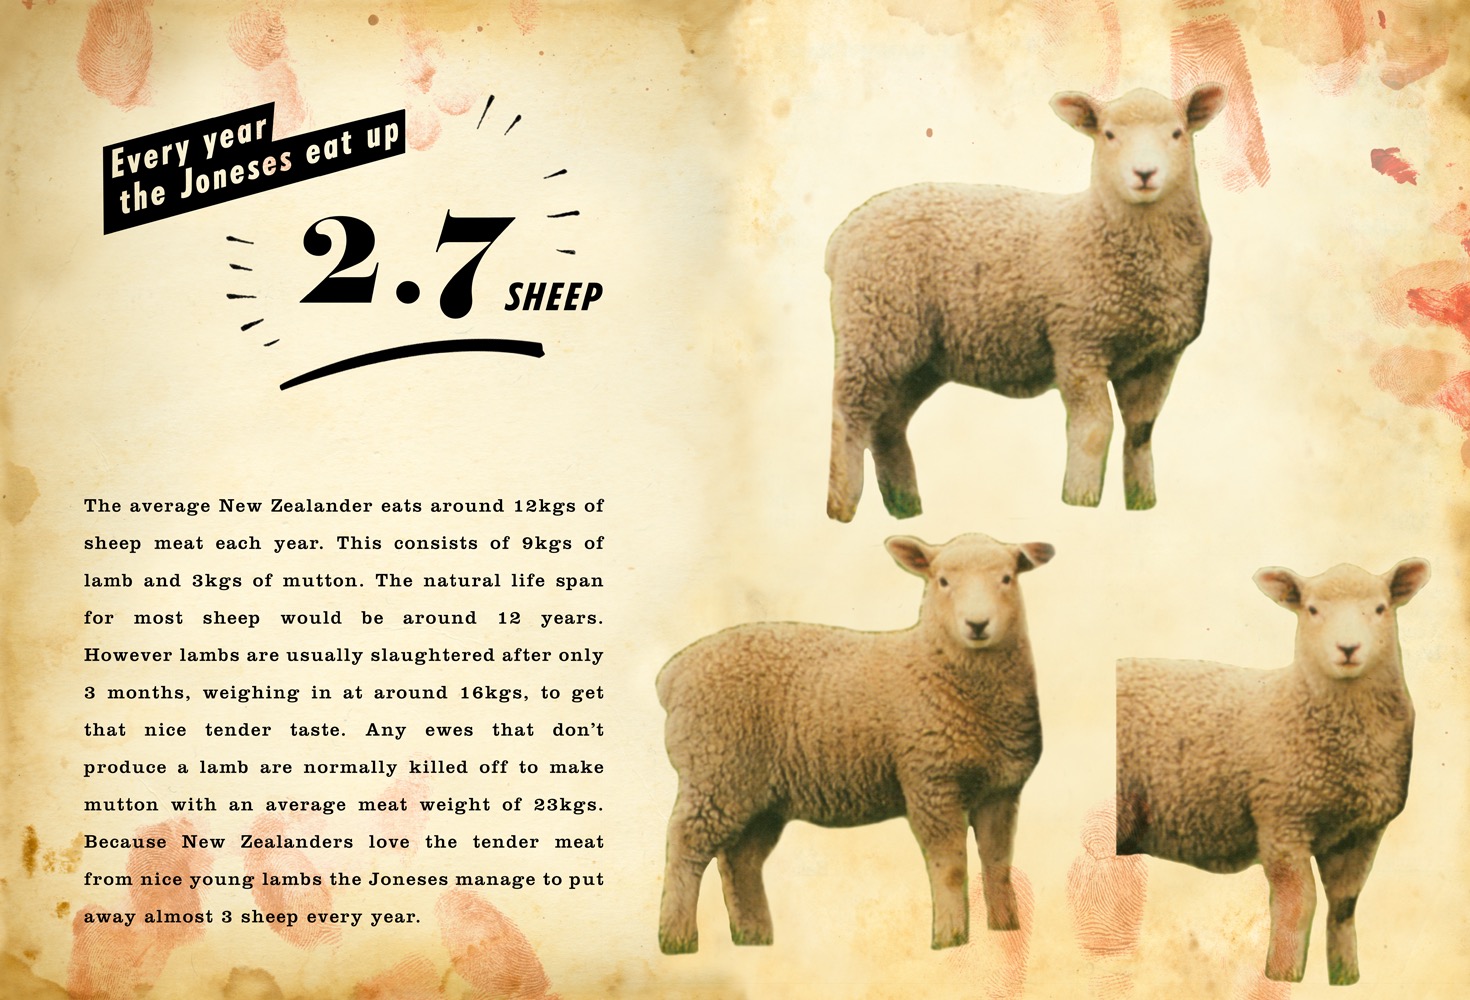 Every year
the Joneses eat up
2.7 SHEEP
The average New Zealander eats around 12kgs of
sheep meat each year. This consists of 9kgs of
lamb and 3kgs of mutton. The natural life span
for most sheep would be around 12 years.
However lambs are usually slaughtered after only
3 months, weighing in at around 16kgs, to get
that nice tender taste. Any ewes that don’t
produce a lamb are normally killed off to make
mutton with an average meat weight of 23kgs.
Because New Zealanders love the tender meat
from nice young lambs the Joneses manage to put
away almost 3 sheep every year.